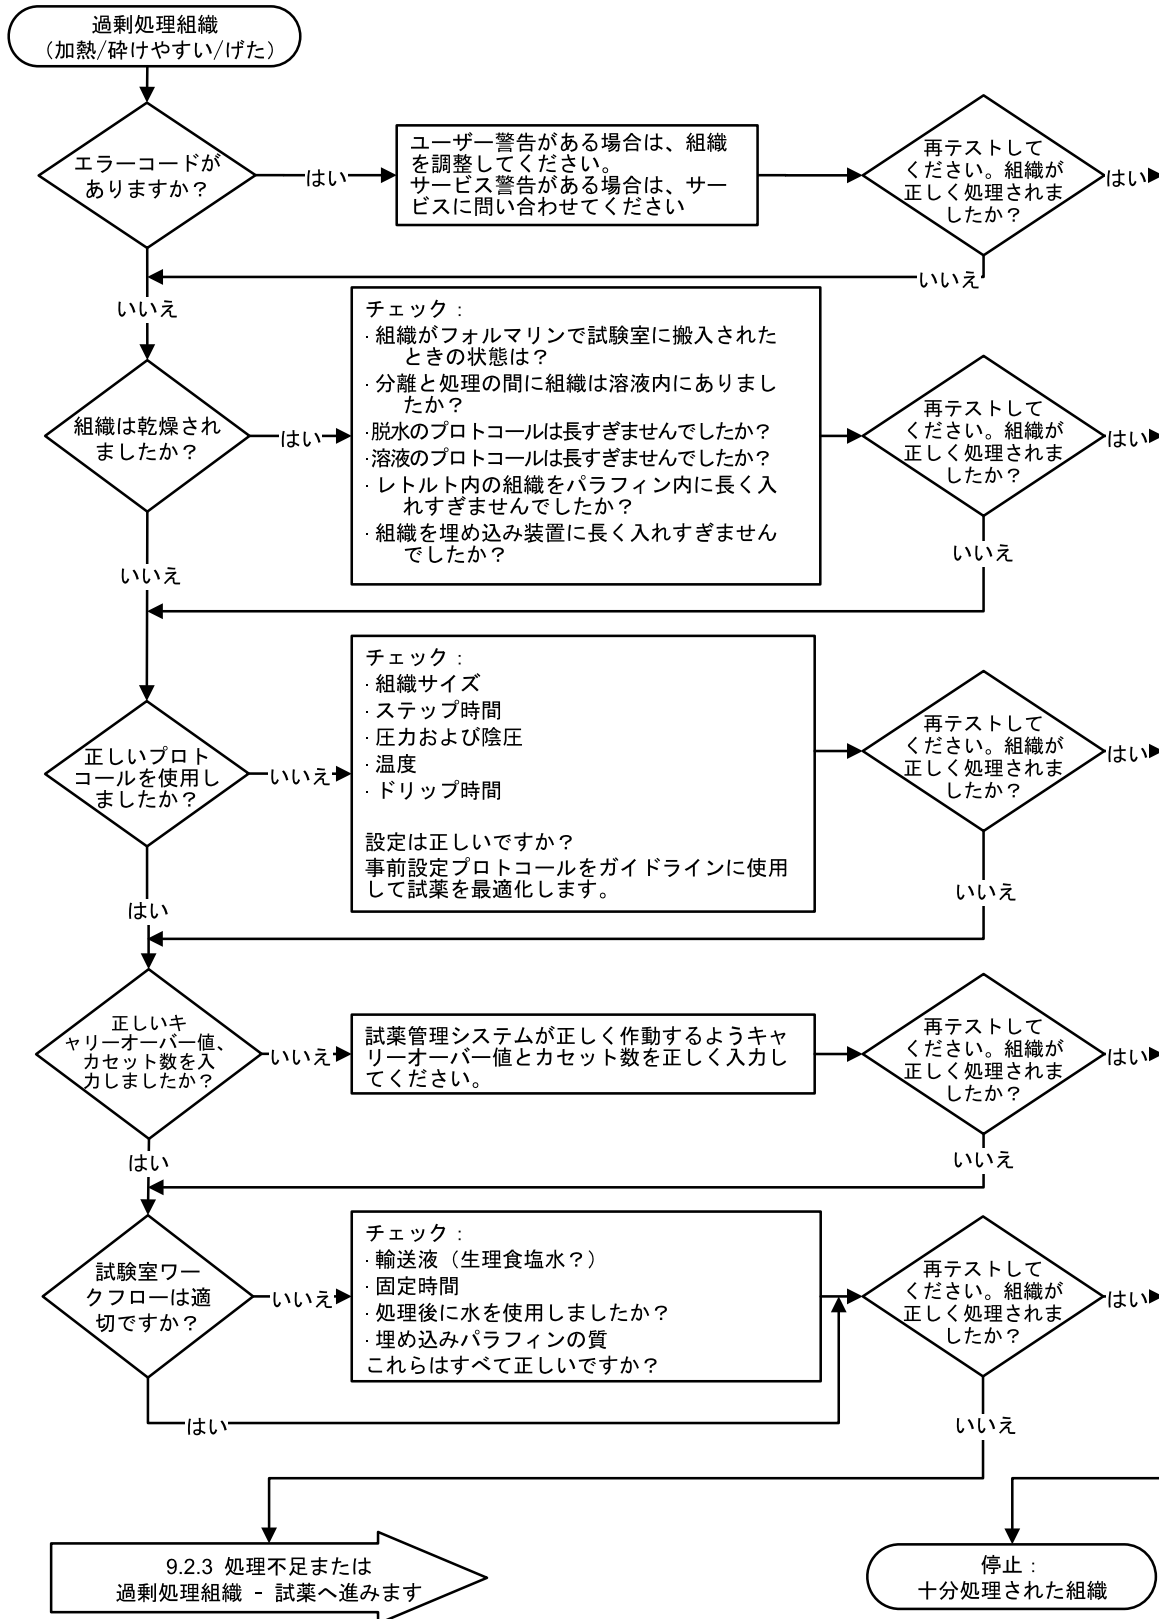 過剰処理組織
（加熱/砕けやすい/げた）
エラーコードが
ありますか？
はい
ユーザー警告がある場合は、組織
を調整してください。
サービス警告がある場合は、サー
ビスに問い合わせてください
再テストして
ください。組織が
正しく処理されま
したか？
はい
いいえ
いいえ
組織は乾燥され
ましたか？
はい
チェック：
· 組織がフォルマリンで試験室に搬入された
ときの状態は？
· 分離と処理の間に組織は溶液内にありまし
たか？
· 脱水のプロトコールは長すぎませんでしたか？
· 溶液のプロトコールは長すぎませんでしたか？
· レトルト内の組織をパラフィン内に長く入
れすぎませんでしたか？
· 組織を埋め込み装置に長く入れすぎません
でしたか？
再テストして
ください。組織が
正しく処理されま
したか？
はい
いいえ
いいえ
正しいプロト
コールを使用し
ましたか？
いいえ
チェック：
· 組織サイズ
· ステップ時間
· 圧力および陰圧
· 温度
· ドリップ時間
設定は正しいですか？
事前設定プロトコールをガイドラインに使用
して試薬を最適化します。
再テストして
ください。組織が
正しく処理されま
したか？
はい
いいえ
はい
正しいキ
ャリーオーバー値、
カセット数を入
力しましたか？
いいえ
試薬管理システムが正しく作動するようキャ
リーオーバー値とカセット数を正しく入力し
てください。
再テストして
ください。組織が
正しく処理されま
したか？
はい
いいえ
はい
試験室ワー
クフローは適
切ですか？
いいえ
チェック：
· 輸送液（生理食塩水？）
· 固定時間
· 処理後に水を使用しましたか？
· 埋め込みパラフィンの質
これらはすべて正しいですか？
再テストして
ください。組織が
正しく処理されま
したか？
はい
はい
いいえ
9.2.3 処理不足または
過剰処理組織 - 試薬へ進みます
停止：
十分処理された組織